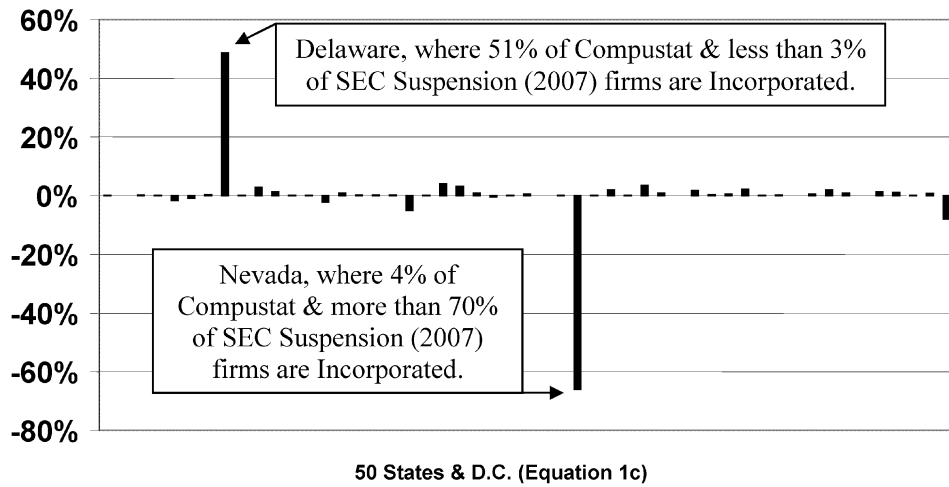 60%
Delaware, where 51% of Compustat & less than 3%
of SEC Suspension (2007) firms are Incorporated.
40%
20%
0%
-20%
Nevada, where 4% of
Compustat & more than 70%
of SEC Suspension (2007)
firms are Incorporated.
-40%
-60%
-80%
50 States & D.C. (Equation 1c)